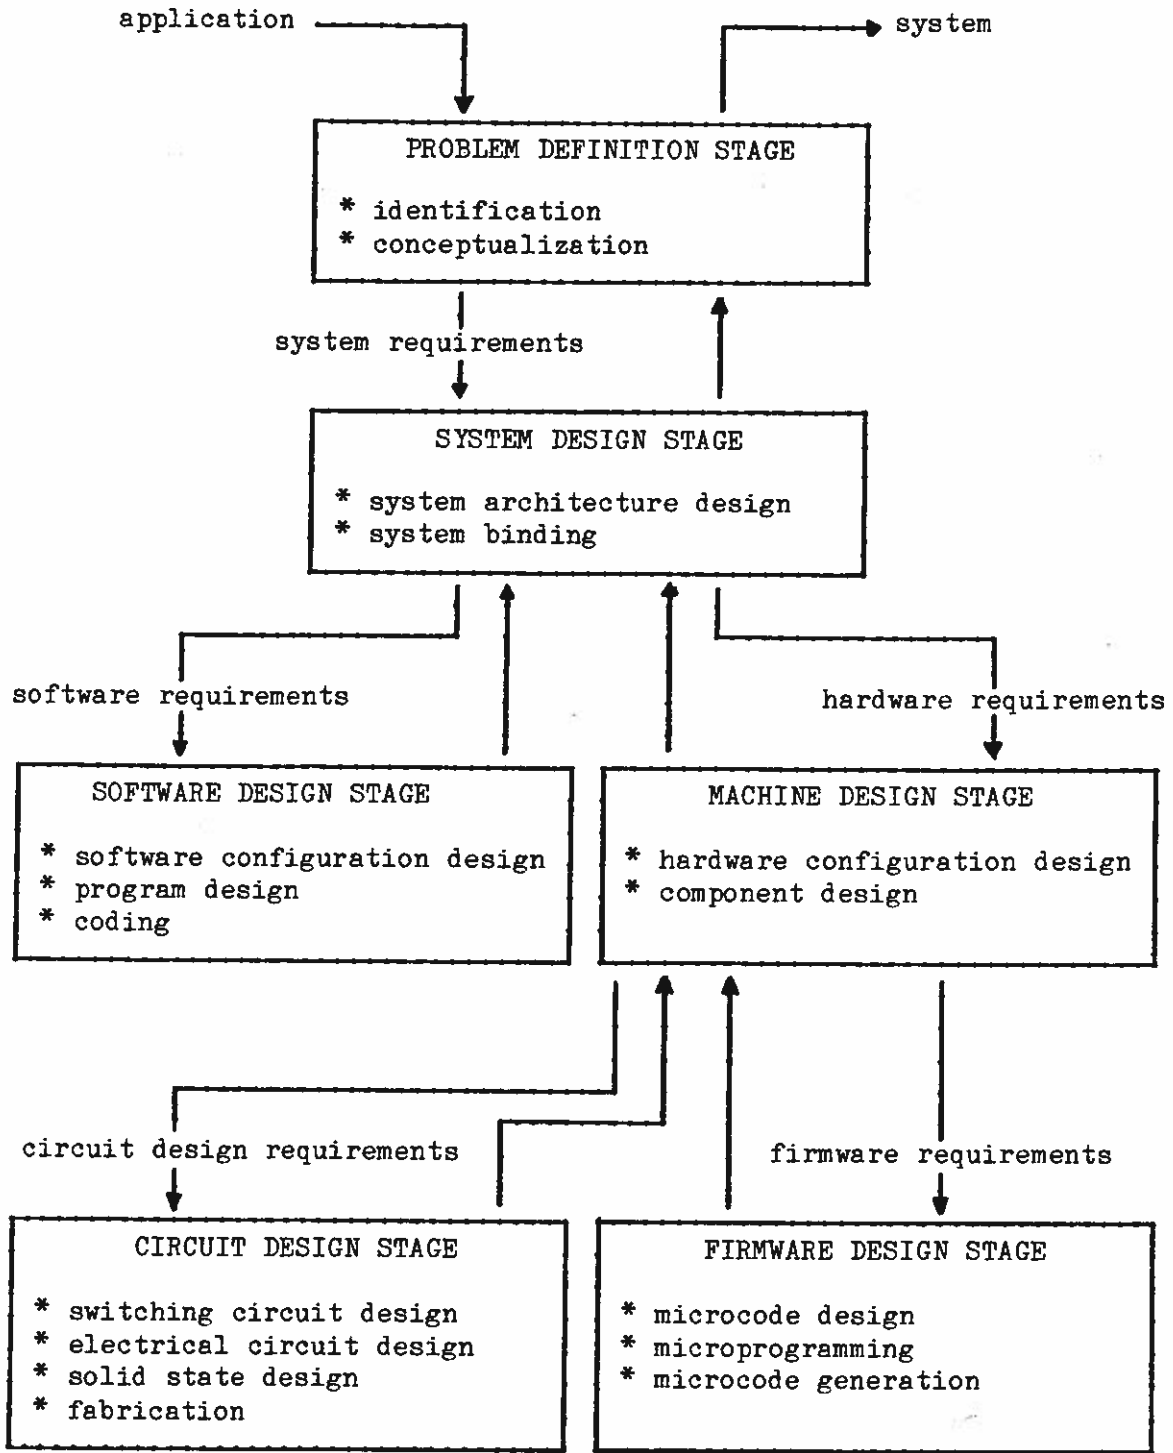 application
system
PROBLEM DEFINITION STAGE
* identification
* conceptualization
system requirements
SYSTEM DESIGN STAGE
* system architecture design
* system binding
software requirements
hardware requirements
SOFTWARE DESIGN STAGE
* software configuration design
* program design
* coding
MACHINE DESIGN STAGE
* hardware configuration design
* component design
circuit design requirements
firmware requirements
CIRCUIT DESIGN STAGE
* switching circuit design
* electrical circuit design
* solid state design
* fabrication
FIRMWARE DESIGN STAGE
* microcode design
* microprogramming
* microcode generation